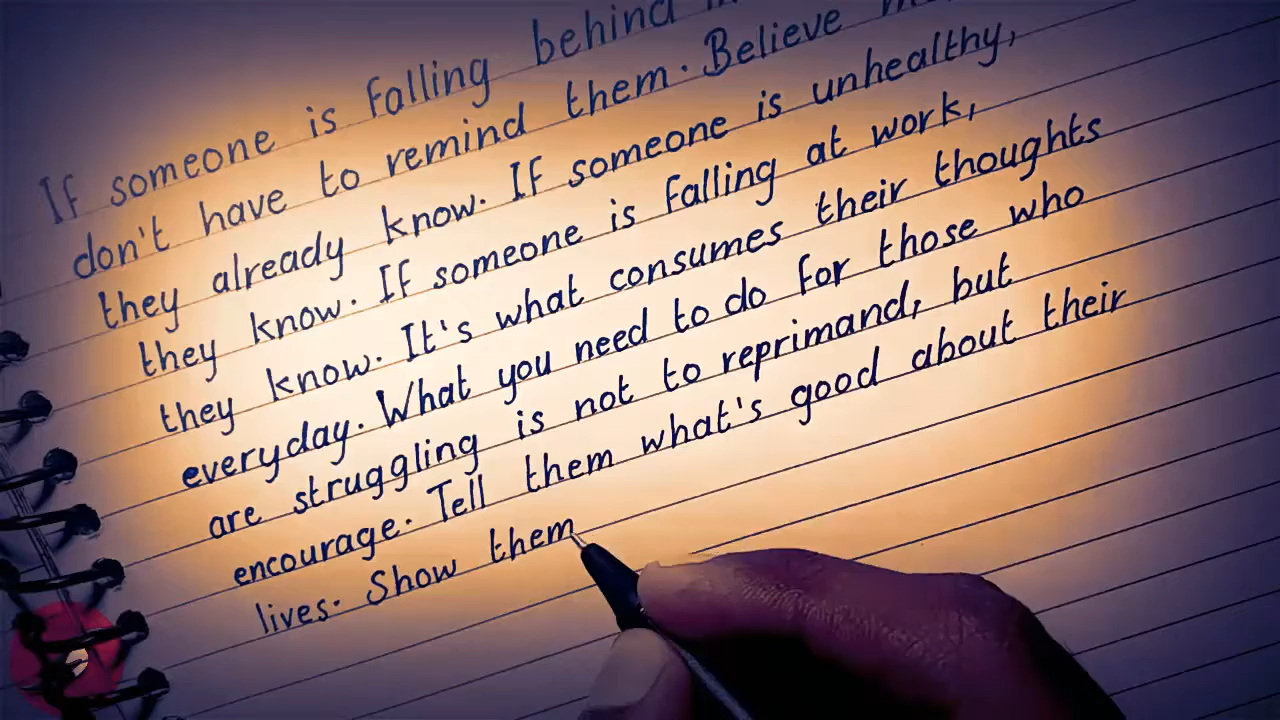 If someone is falling behind
don't have to remind them. Believe
they already know. If someone is unhealthy,
they know. If someone is falling at work,
they know. It's what consumes their thoughts
everyday. What you need to do for those who
are struggling is not to reprimand, but
encourage. Tell them what's good about their
lives. Show them